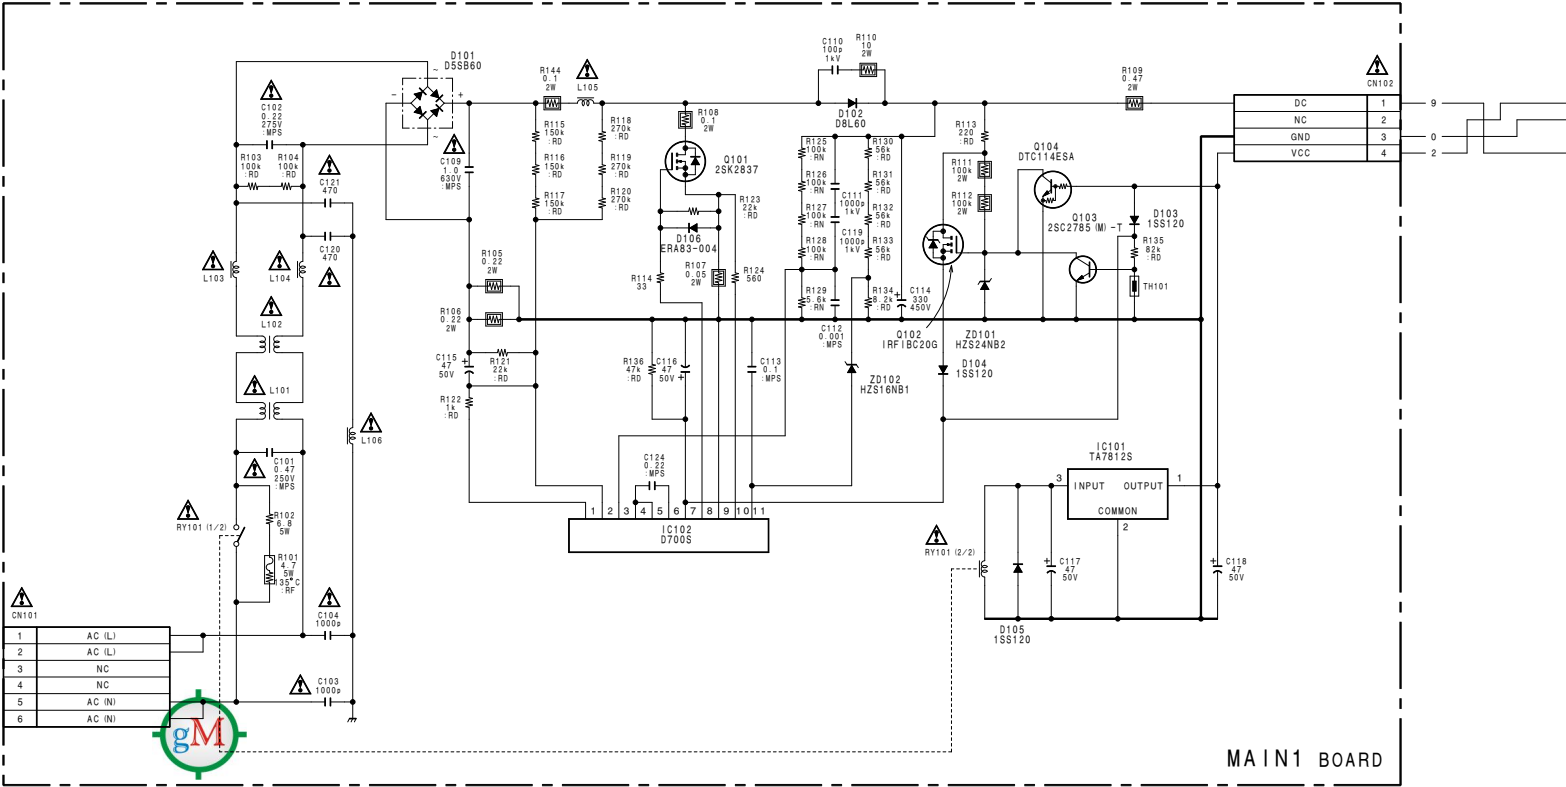 D101
D5SB60
~
-
+
~
C102
0.22
275V
:MPS
R103
100k
:RD
R104
100k
:RD
C121
470
C120
470
L103
L104
L102
L101
L106
C101
0.47
250V
:MPS
RY101 (1/2)
R102
6.8
5W
R101
4.7
5W
135°C
:RF
CN101
1 AC (L)
2 AC (L)
3 NC
4 NC
5 AC (N)
6 AC (N)
C104
1000p
C103
1000p
gM
C109
1.0
630V
:MPS
R144
0.1
2W
L105
R115
150k
:RD
R116
150k
:RD
R117
150k
:RD
R118
270k
:RD
R119
270k
:RD
R120
270k
:RD
R108
0.1
2W
Q101
2SK2837
R123
22k
:RD
D106
ERA83-004
R105
0.22
2W
R106
0.22
2W
R114
33
R107
0.05
2W
R124
560
C115
47
50V
+
R121
22k
:RD
R122
1k
:RD
R136
47k
:RD
C116
47
50V
+
C113
0.1
:MPS
C124
0.22
:MPS
1 2 3 4 5 6 7 8 9 10 11
IC102
D700S
C110
100p
1kV
R110
10
2W
D102
D8L60
R125
100k
:RN
R126
100k
:RN
R127
100k
:RN
R128
100k
:RN
R129
5.6k
:RN
C111
1000p
1kV
C119
1000p
1kV
C112
0.001
:MPS
R130
56k
:RD
R131
56k
:RD
R132
56k
:RD
R133
56k
:RD
R134
8.2k
:RD
+
C114
330
450V
ZD102
HZS16NB1
R113
220
:RD
R111
100k
2W
R112
100k
2W
Q104
DTC114ESA
Q103
2SC2785 (M) -T
D103
1SS120
R135
82k
:RD
TH101
Q102
IRFIBC20G
ZD101
HZS24NB2
D104
1SS120
R109
0.47
2W
CN102
DC 1 9
NC 2
GND 3 0
VCC 4 2
IC101
TA7812S
3 INPUT OUTPUT 1
COMMON
2
RY101 (2/2)
D105
1SS120
+
C117
47
50V
+
C118
47
50V
MAIN1 BOARD